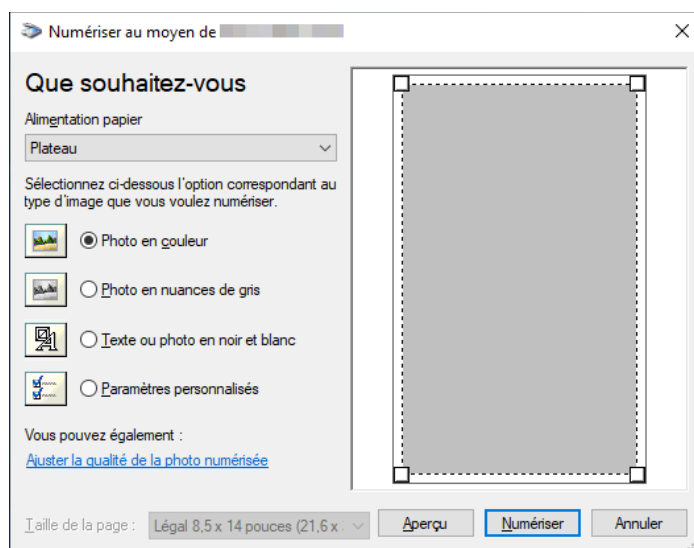 Numériser au moyen de
Que souhaitez-vous
Alimentation papier
Plateau
Sélectionnez ci-dessous l'option correspondant au
type d'image que vous voulez numériser.
Photo en couleur
Photo en nuances de gris
Texte ou photo en noir et blanc
Paramètres personnalisés
Vous pouvez également :
Ajuster la qualité de la photo numérisée
Taille de la page : Légal 8,5 x 14 pouces (21,6 x
Aperçu Numériser Annuler